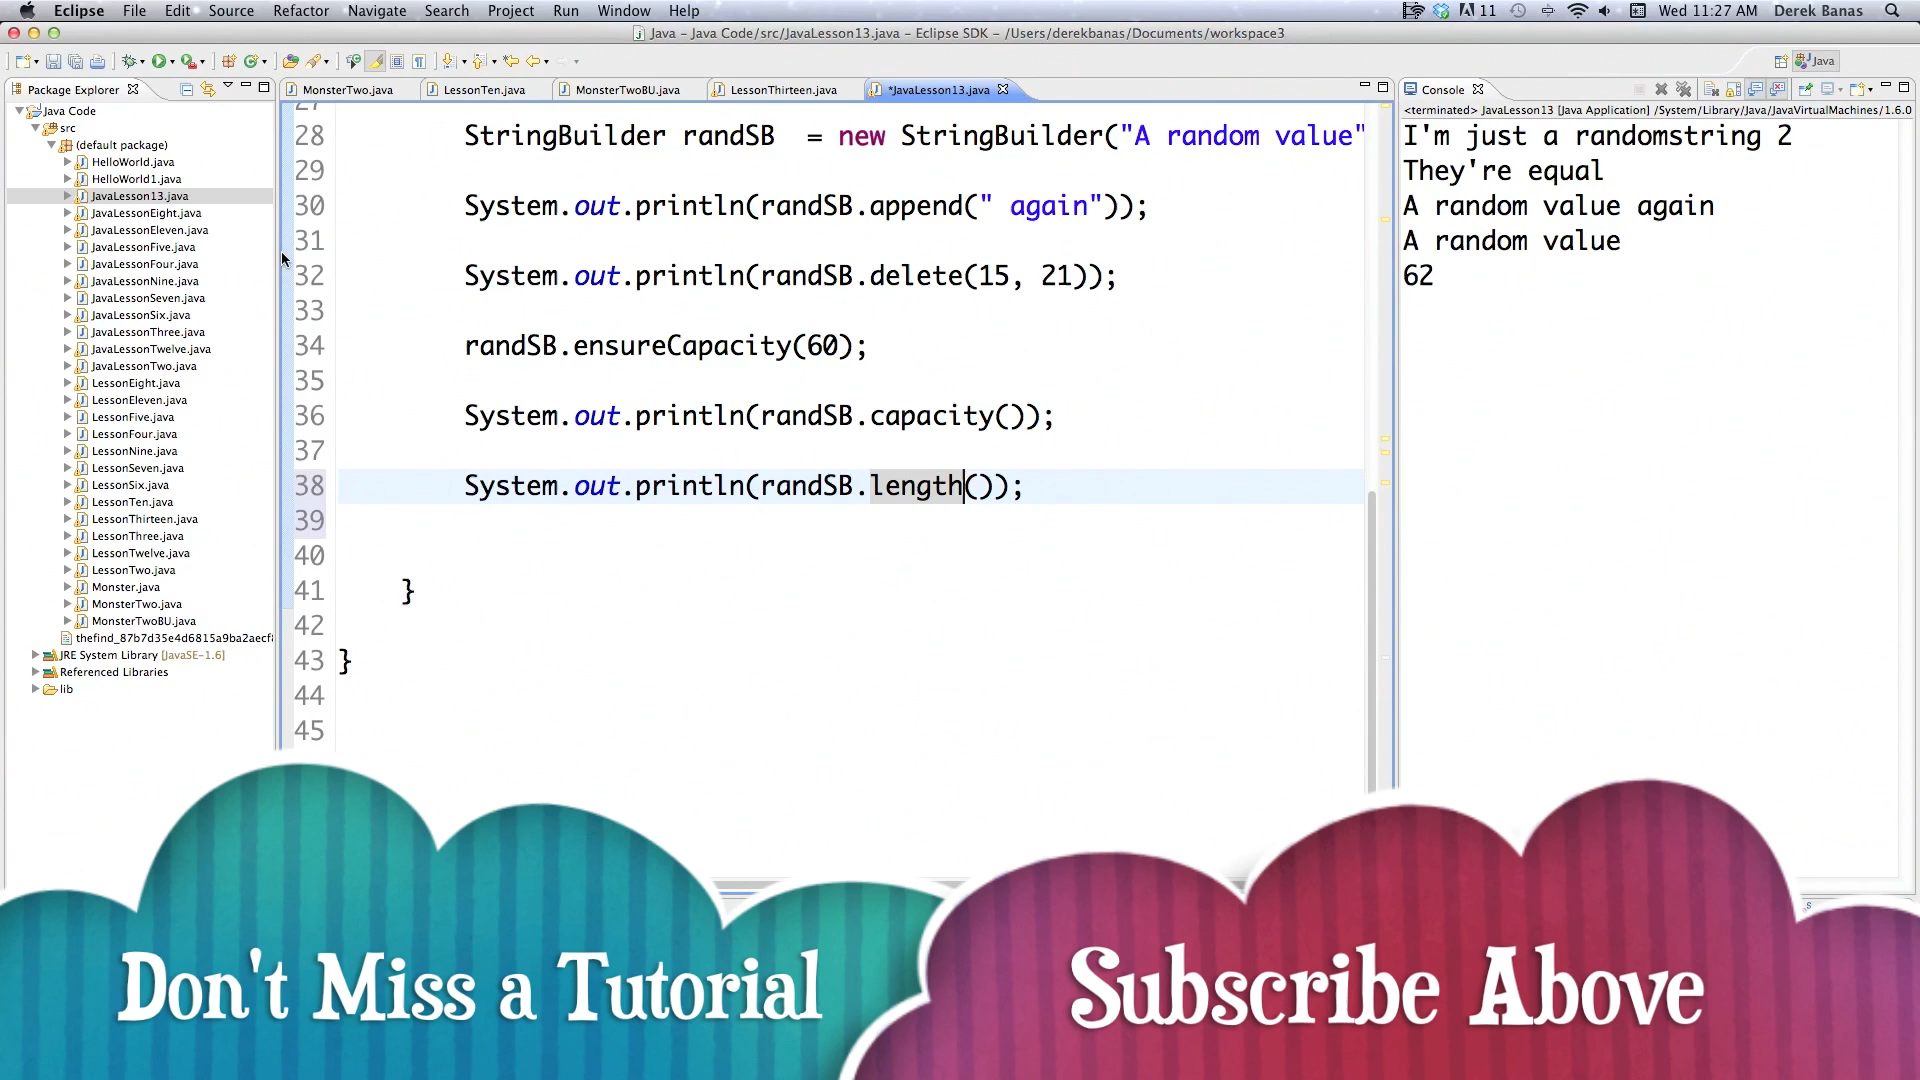 Eclipse File Edit Source Refactor Navigate Search Project Run Window Help 11 Wed 11:27 AM Derek Banas
Java – Java Code/src/JavaLesson13.java – Eclipse SDK – /Users/derekbanas/Documents/workspace3
Java
Package Explorer
MonsterTwo.java LessonTen.java MonsterTwoBU.java LessonThirteen.java *JavaLesson13.java
Console
<terminated> JavaLesson13 [Java Application] /System/Library/Java/JavaVirtualMachines/1.6.0
Java Code
src
(default package)
HelloWorld.java
HelloWorld1.java
JavaLesson13.java
JavaLessonEight.java
JavaLessonEleven.java
JavaLessonFive.java
JavaLessonFour.java
JavaLessonNine.java
JavaLessonSeven.java
JavaLessonSix.java
JavaLessonThree.java
JavaLessonTwelve.java
JavaLessonTwo.java
LessonEight.java
LessonEleven.java
LessonFive.java
LessonFour.java
LessonNine.java
LessonSeven.java
LessonSix.java
LessonTen.java
LessonThirteen.java
LessonThree.java
LessonTwelve.java
LessonTwo.java
Monster.java
MonsterTwo.java
MonsterTwoBU.java
thefind_87b7d35e4d6815a9ba2aecf8
JRE System Library [JavaSE-1.6]
Referenced Libraries
lib
27
28 StringBuilder randSB = new StringBuilder("A random value"
29
30 System.out.println(randSB.append(" again"));
31
32 System.out.println(randSB.delete(15, 21));
33
34 randSB.ensureCapacity(60);
35
36 System.out.println(randSB.capacity());
37
38 System.out.println(randSB.length());
39
40
41 }
42
43 }
44
45
I'm just a randomstring 2
They're equal
A random value again
A random value
62
Don't Miss a Tutorial
Subscribe Above